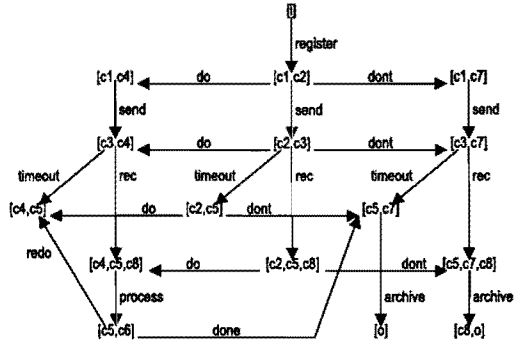 [i]
register
[c1,c4] do [c1,c2] dont [c1,c7]
send send send
[c3,c4] do [c2,c3] dont [c3,c7]
timeout rec timeout rec timeout rec
[c4,c5] do [c2,c5] dont [c5,c7]
redo [c4,c5,c8] do [c2,c5,c8] dont [c5,c7,c8]
process archive archive
[c5,c6] done [o] [c8,o]